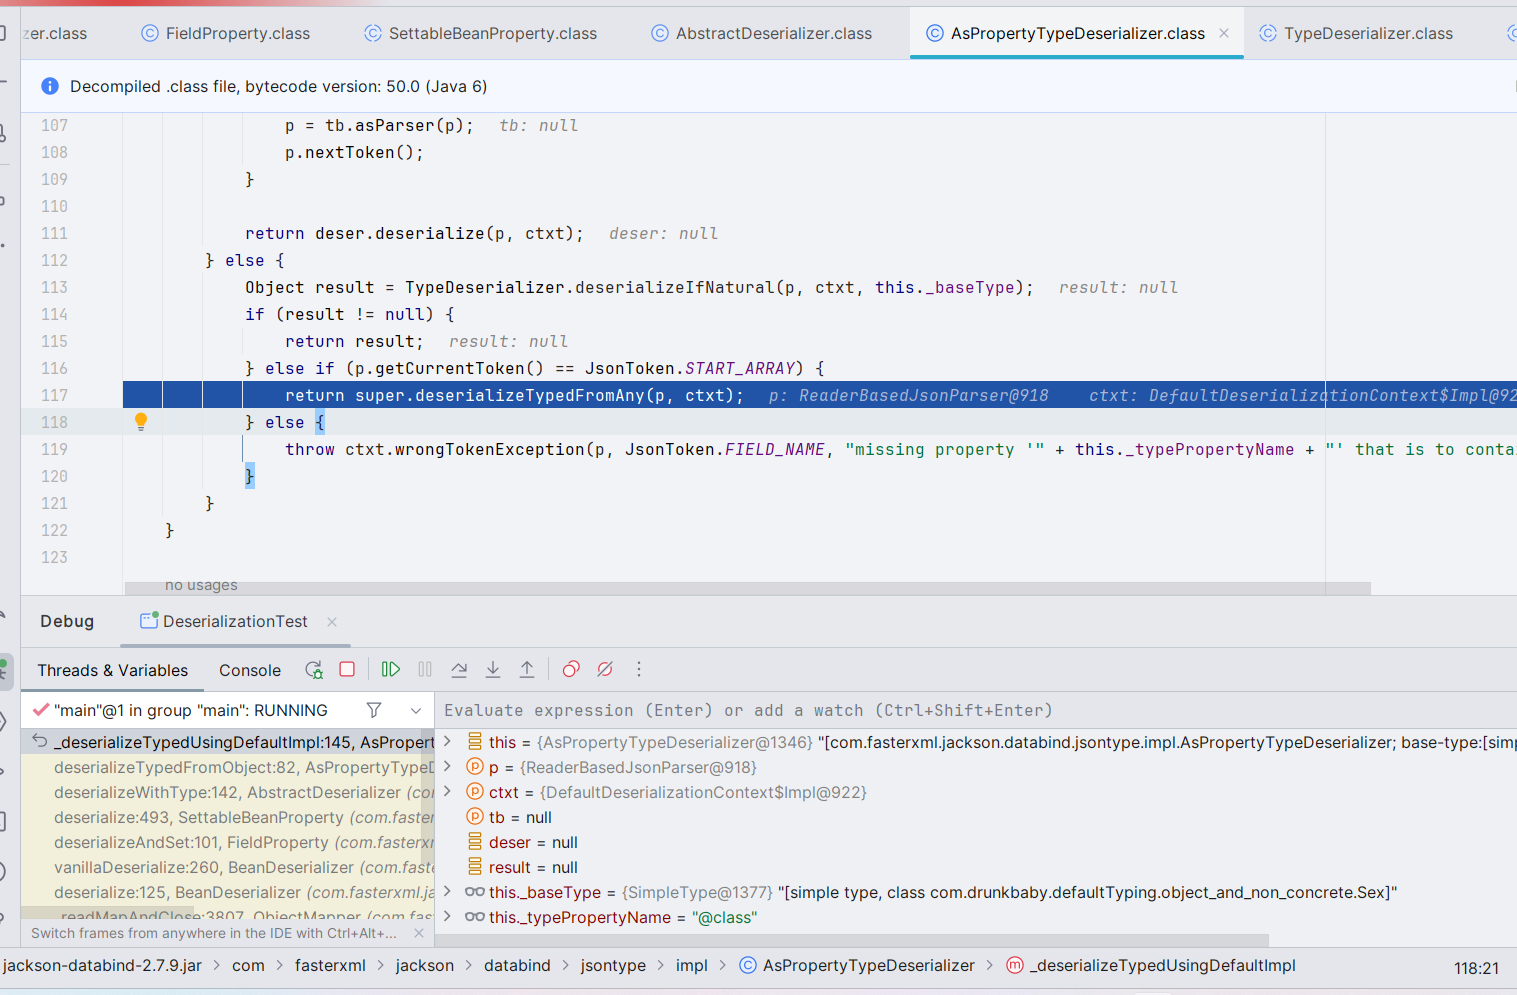 zer.class FieldProperty.class SettableBeanProperty.class AbstractDeserializer.class AsPropertyTypeDeserializer.class TypeDeserializer.class
Decompiled .class file, bytecode version: 50.0 (Java 6)
107 p = tb.asParser(p); tb: null
108 p.nextToken();
109 }
110
111 return deser.deserialize(p, ctxt); deser: null
112 } else {
113 Object result = TypeDeserializer.deserializeIfNatural(p, ctxt, this._baseType); result: null
114 if (result != null) {
115 return result; result: null
116 } else if (p.getCurrentToken() == JsonToken.START_ARRAY) {
117 return super.deserializeTypedFromAny(p, ctxt); p: ReaderBasedJsonParser@918 ctxt: DefaultDeserializationContext$Impl@92
118 } else {
119 throw ctxt.wrongTokenException(p, JsonToken.FIELD_NAME, "missing property '" + this._typePropertyName + "' that is to conta
120 }
121 }
122 }
123
no usages
Debug DeserializationTest
Threads & Variables Console
"main"@1 in group "main": RUNNING
Evaluate expression (Enter) or add a watch (Ctrl+Shift+Enter)
_deserializeTypedUsingDefaultImpl:145, AsPropert
deserializeTypedFromObject:82, AsPropertyTypeD
deserializeWithType:142, AbstractDeserializer (co
deserialize:493, SettableBeanProperty (com.faster
deserializeAndSet:101, FieldProperty (com.fasterxm
vanillaDeserialize:260, BeanDeserializer (com.faste
deserialize:125, BeanDeserializer (com.fasterxml.ja
_readMapAndClose:3807, ObjectMapper (com.fas
Switch frames from anywhere in the IDE with Ctrl+Alt+...
this = {AsPropertyTypeDeserializer@1346} "[com.fasterxml.jackson.databind.jsontype.impl.AsPropertyTypeDeserializer; base-type:[simp
p = {ReaderBasedJsonParser@918}
ctxt = {DefaultDeserializationContext$Impl@922}
tb = null
deser = null
result = null
this._baseType = {SimpleType@1377} "[simple type, class com.drunkbaby.defaultTyping.object_and_non_concrete.Sex]"
this._typePropertyName = "@class"
jackson-databind-2.7.9.jar > com > fasterxml > jackson > databind > jsontype > impl > AsPropertyTypeDeserializer > _deserializeTypedUsingDefaultImpl 118:21